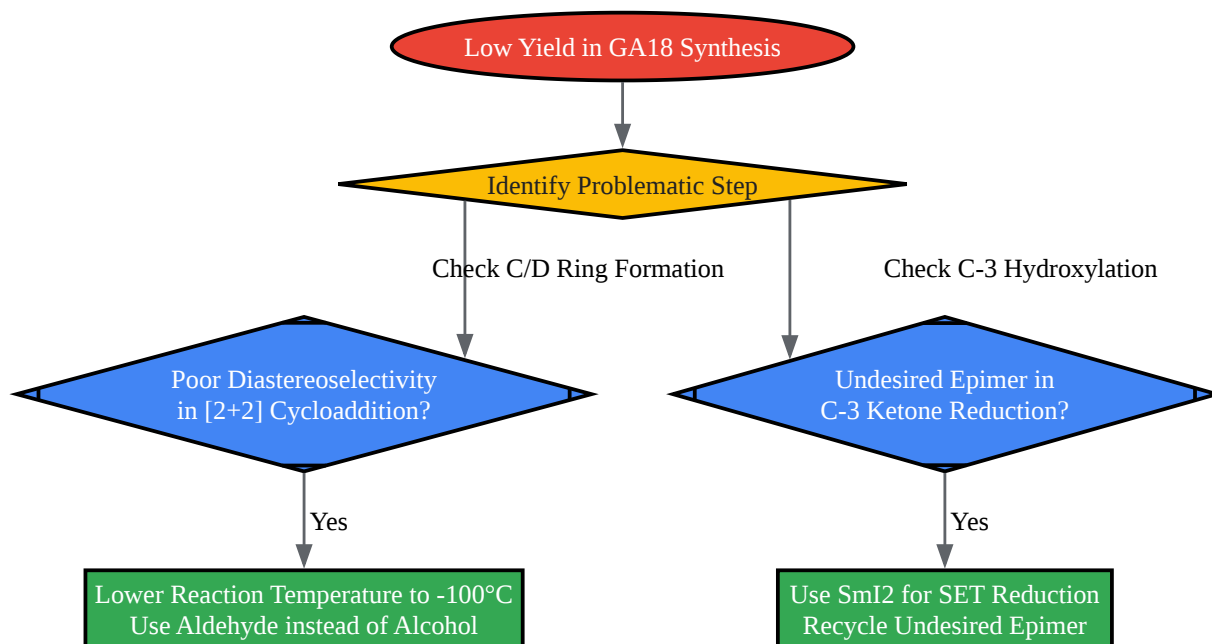 Low Yield in GA18 Synthesis
Identify Problematic Step
Check C/D Ring Formation
Check C-3 Hydroxylation
Poor Diastereoselectivity
in [2+2] Cycloaddition?
Undesired Epimer in
C-3 Ketone Reduction?
Yes
Yes
Lower Reaction Temperature to -100°C
Use Aldehyde instead of Alcohol
Use SmI2 for SET Reduction
Recycle Undesired Epimer